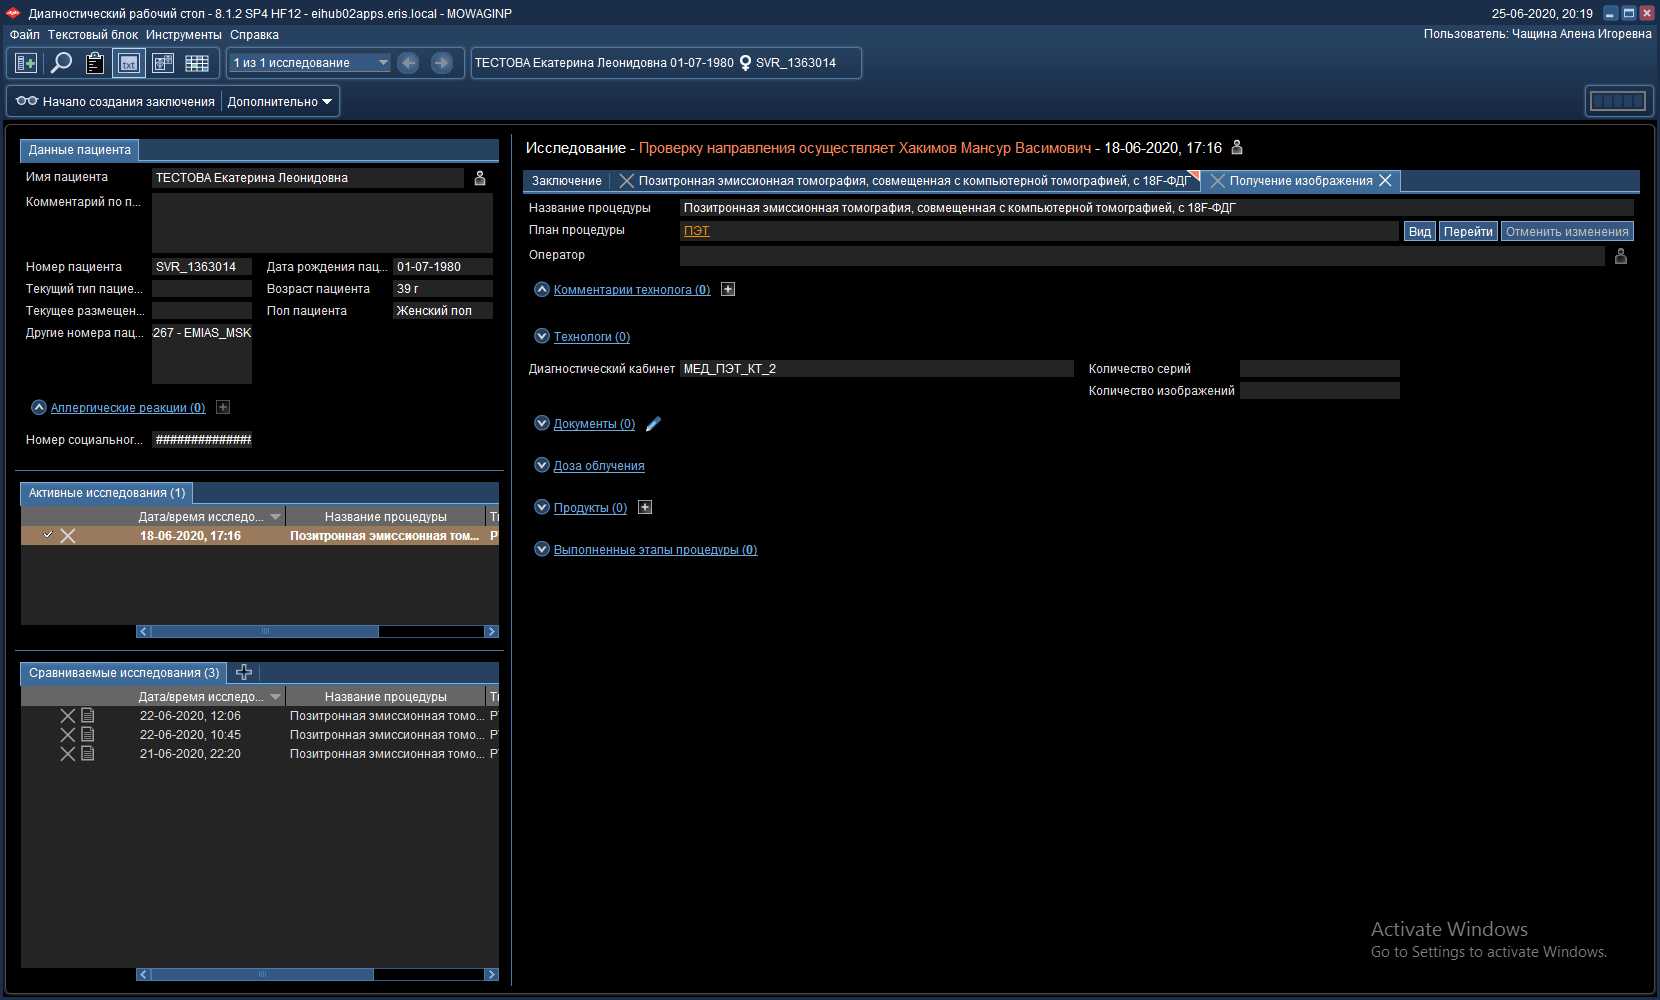 Диагностический рабочий стол - 8.1.2 SP4 HF12 - eihub02apps.eris.local - MOWAGINP
25-06-2020, 20:19
Файл Текстовый блок Инструменты Справка
Пользователь: Чащина Алена Игоревна
txt
1 из 1 исследование
ТЕСТОВА Екатерина Леонидовна 01-07-1980 SVR_1363014
Начало создания заключения
Дополнительно
Данные пациента
Имя пациента ТЕСТОВА Екатерина Леонидовна
Комментарий по п...
Номер пациента SVR_1363014 Дата рождения пац... 01-07-1980
Текущий тип пацие... Возраст пациента 39 г
Текущее размещен... Пол пациента Женский пол
Другие номера пац... 267 - EMIAS_MSK
Аллергические реакции (0)
Номер социальног... ##############
Активные исследования (1)
Дата/время исследо... Название процедуры
18-06-2020, 17:16 Позитронная эмиссионная том...
Сравниваемые исследования (3)
Дата/время исследо... Название процедуры
22-06-2020, 12:06 Позитронная эмиссионная томо...
22-06-2020, 10:45 Позитронная эмиссионная томо...
21-06-2020, 22:20 Позитронная эмиссионная томо...
Исследование - Проверку направления осуществляет Хакимов Мансур Васимович - 18-06-2020, 17:16
Заключение
Позитронная эмиссионная томография, совмещенная с компьютерной томографией, с 18F-ФДГ
Получение изображения
Название процедуры Позитронная эмиссионная томография, совмещенная с компьютерной томографией, с 18F-ФДГ
План процедуры ПЭТ Вид Перейти Отменить изменения
Оператор
Комментарии технолога (0)
Технологи (0)
Диагностический кабинет МЕД_ПЭТ_КТ_2 Количество серий
Количество изображений
Документы (0)
Доза облучения
Продукты (0)
Выполненные этапы процедуры (0)
Activate Windows
Go to Settings to activate Windows.